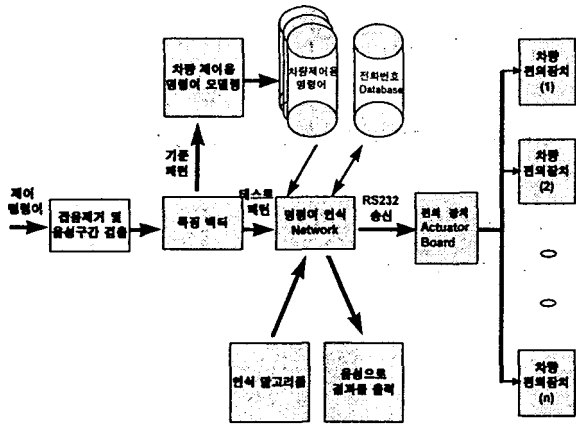 차량 제어용
명령어 모델링
차량제어용
명령어
전화번호
Database
차량
편의장치
(1)
기준
패턴
제어
명령어
잡음제거 및
음성구간 검출
특징 벡터
테스트
패턴
명령어 인식
Network
RS232
송신
편의 장치
Actuator
Board
차량
편의장치
(2)
인식 알고리즘
음성으로
결과를 출력
차량
편의장치
(n)